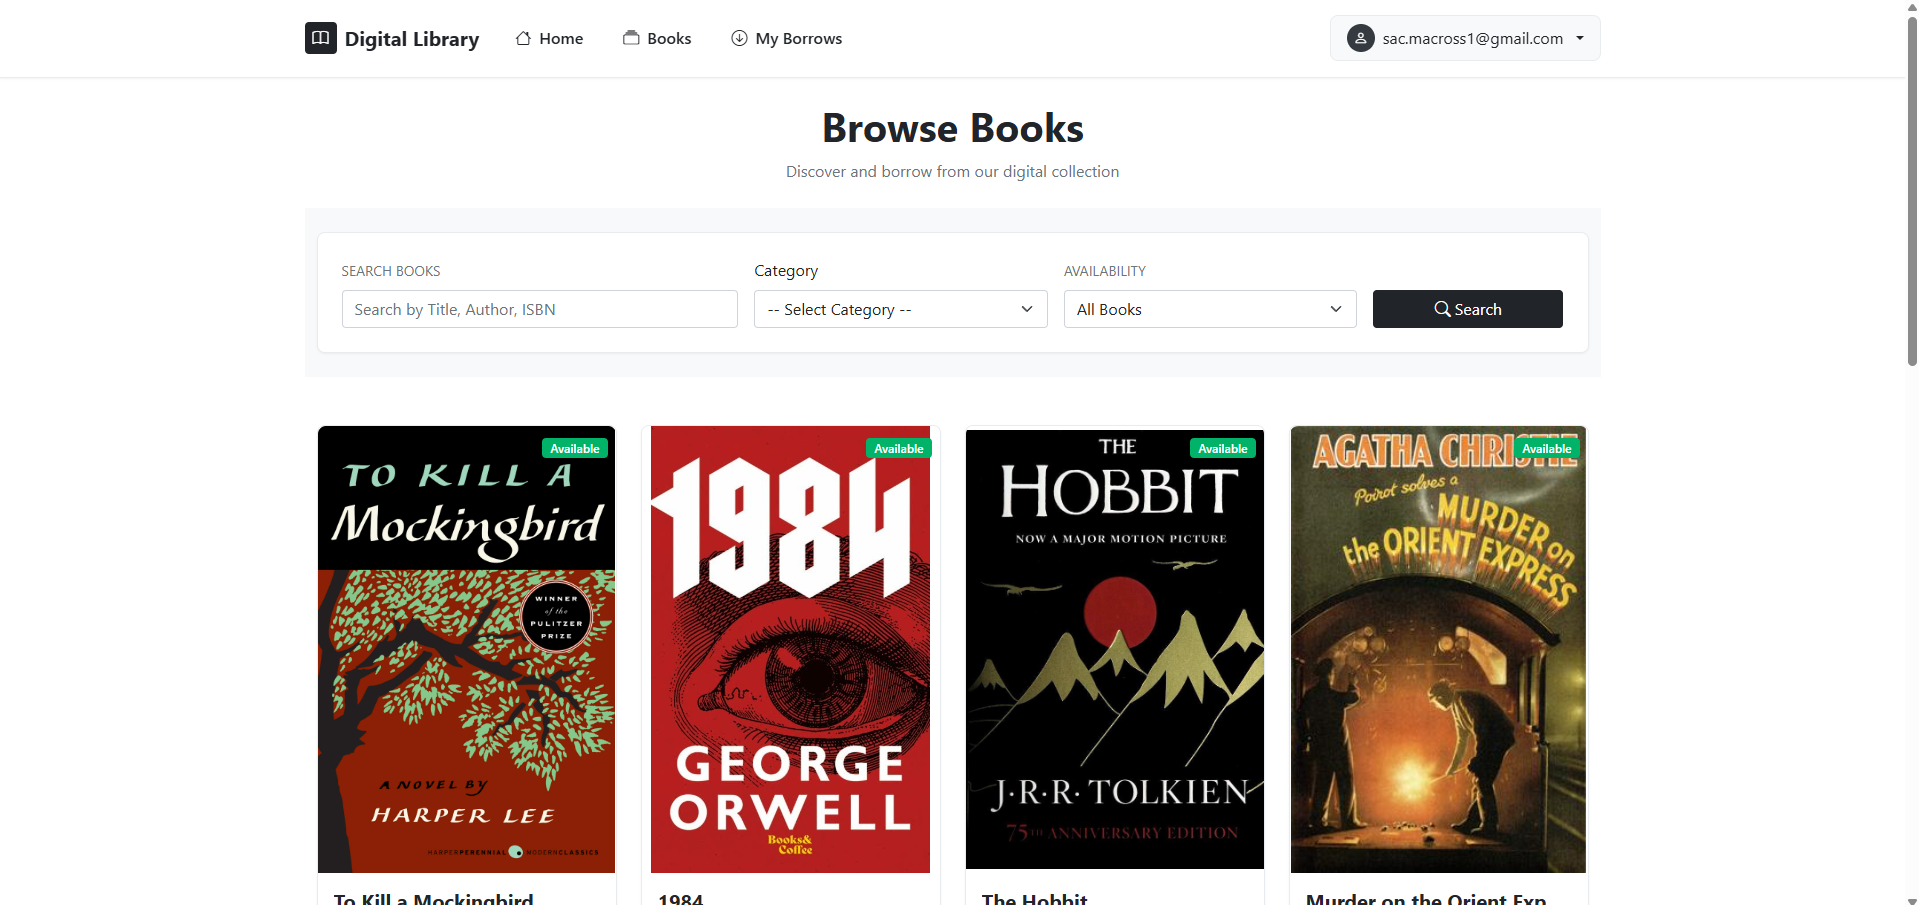 Digital Library
Home
Books
My Borrows
sac.macross1@gmail.com
Browse Books
Discover and borrow from our digital collection
SEARCH BOOKS
Category
AVAILABILITY
Search by Title, Author, ISBN
-- Select Category --
All Books
Search
Available
TO KILL A
Mockingbird
WINNER
of the
PULITZER
PRIZE
A NOVEL BY
HARPER LEE
HARPERPERENNIAL MODERNCLASSICS
To Kill a Mockingbird
Available
1984
GEORGE
ORWELL
Books&
Coffee
1984
Available
THE
HOBBIT
NOW A MAJOR MOTION PICTURE
J·R·R· TOLKIEN
75TH ANNIVERSARY EDITION
The Hobbit
Available
AGATHA CHRISTIE
Poirot solves a
MURDER on
the ORIENT EXPRESS
Murder on the Orient Exp